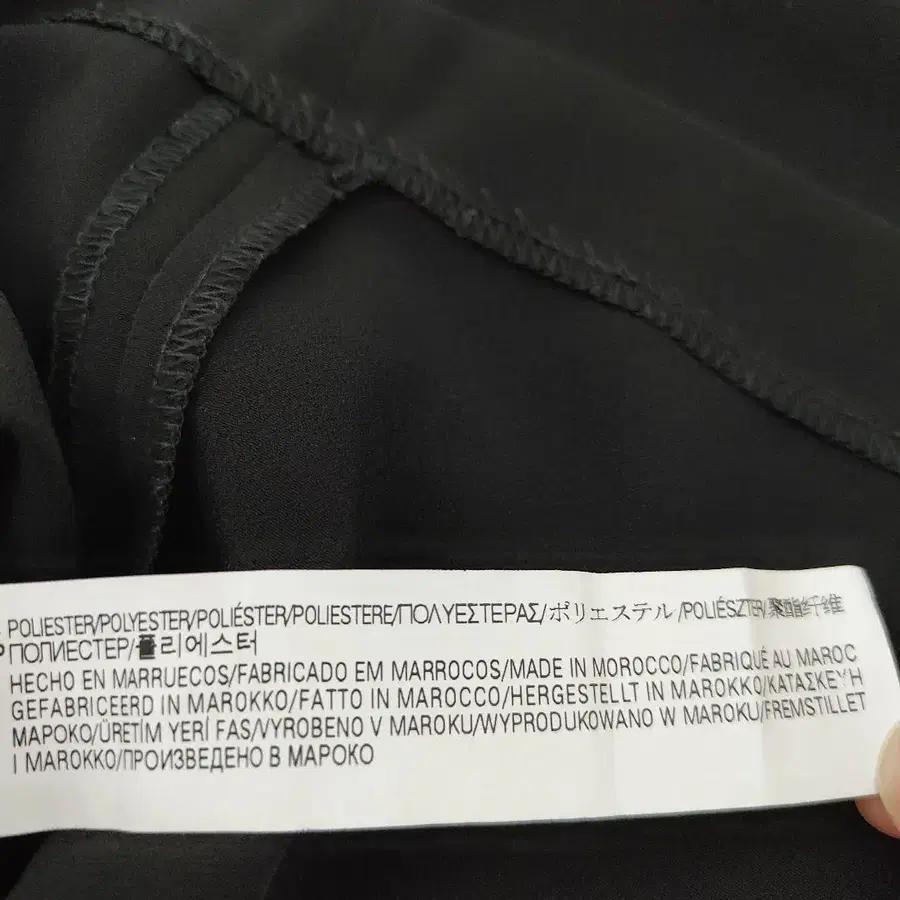 POLIESTER/POLYESTER/POLIÉSTER/POLIESTERE/ΠΟΛΥΕΣΤΕΡΑΣ/ポリエステル/POLIÉSZTER/聚酯纤维
ПОЛИЕСТЕР/폴리에스터
HECHO EN MARRUECOS/FABRICADO EM MARROCOS/MADE IN MOROCCO/FABRIQUÉ AU MAROC
GEFABRICEERD IN MAROKKO/FATTO IN MAROCCO/HERGESTELLT IN MAROKKO/ΚΑΤΑΣΚΕΥΗ
ΜΑΡΟΚΟ/ÜRETİM YERİ FAS/VYROBENO V MAROKU/WYPRODUKOWANO W MAROKU/FREMSTILLET
I MAROKKO/ПРОИЗВЕДЕНО В МАРОКО